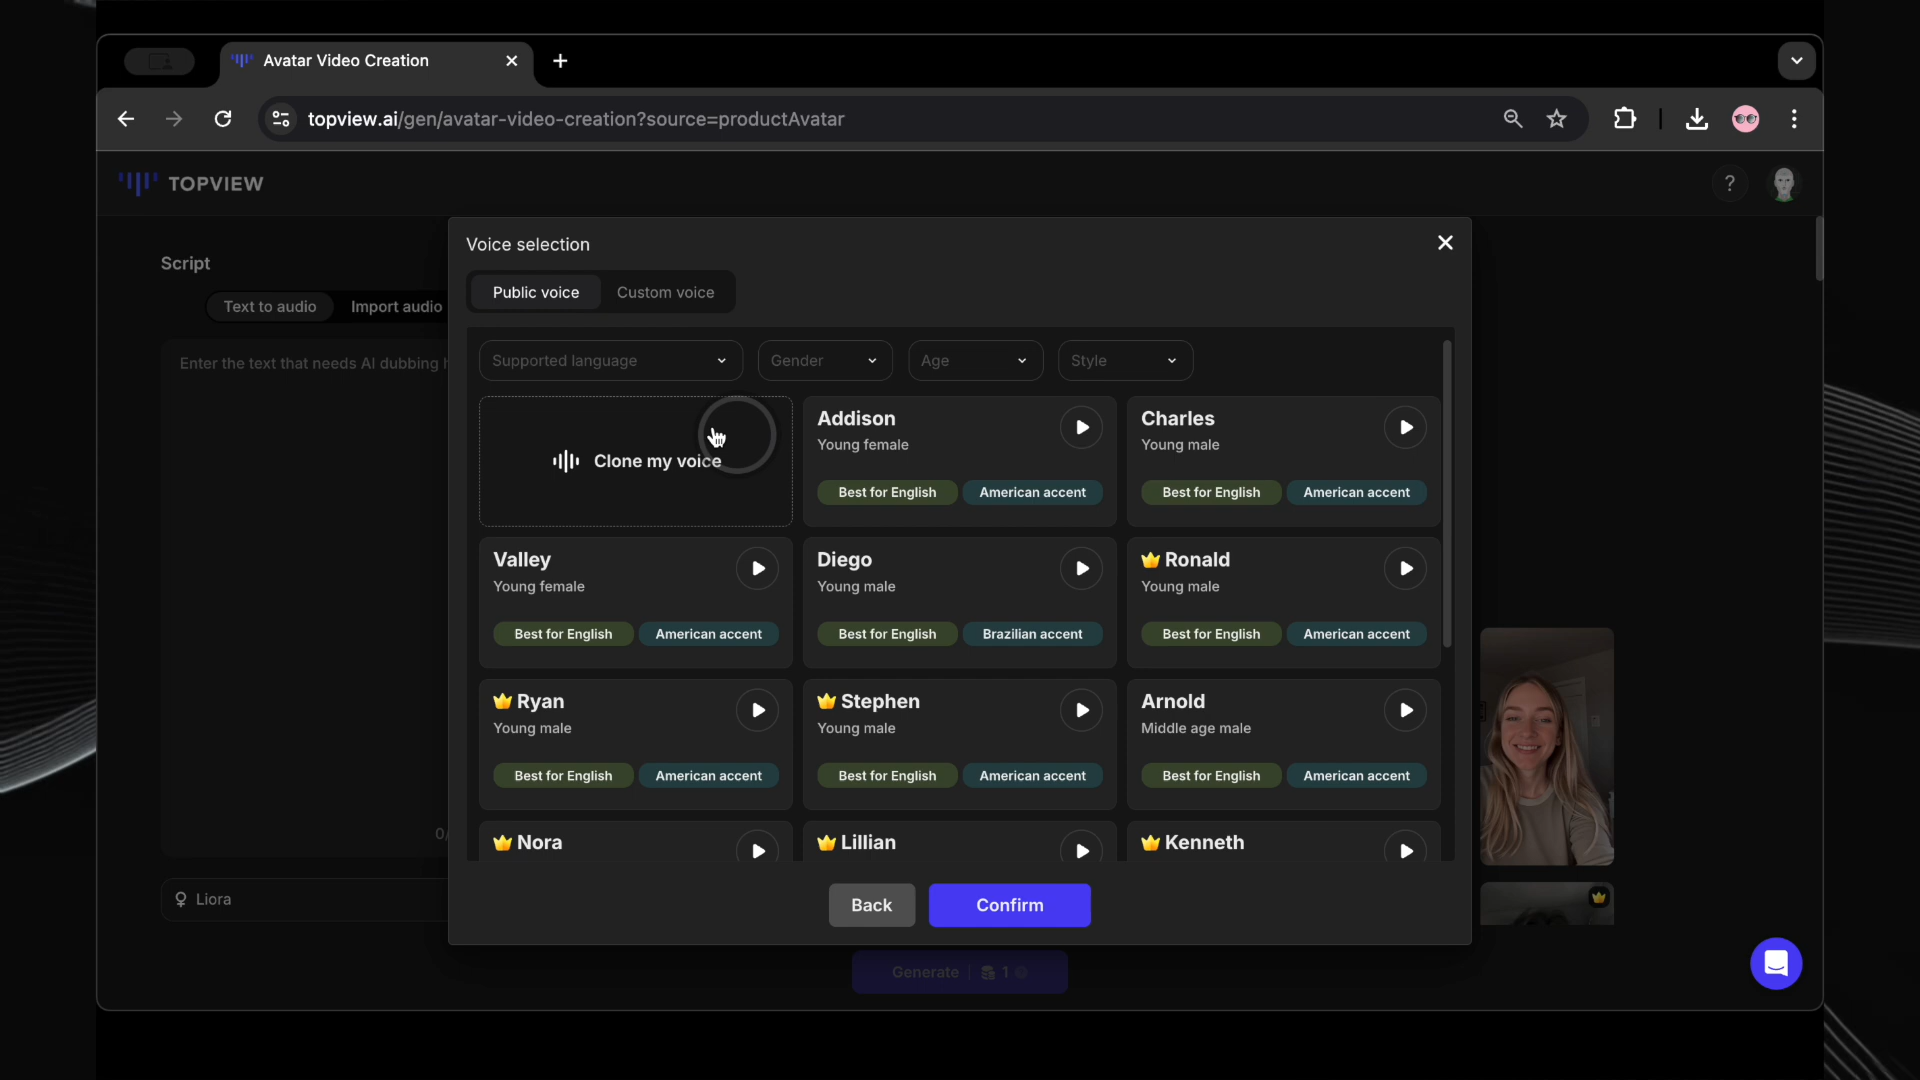 Avatar Video Creation
topview.ai/gen/avatar-video-creation?source=productAvatar
TOPVIEW
?
Script
Text to audio Import audio
Enter the text that needs AI dubbing
0/
Liora
Voice selection
Public voice Custom voice
Supported language Gender Age Style
Clone my voice
Addison
Young female
Best for English American accent
Charles
Young male
Best for English American accent
Valley
Young female
Best for English American accent
Diego
Young male
Best for English Brazilian accent
Ronald
Young male
Best for English American accent
Ryan
Young male
Best for English American accent
Stephen
Young male
Best for English American accent
Arnold
Middle age male
Best for English American accent
Nora
Lillian
Kenneth
Back Confirm
Generate | 1